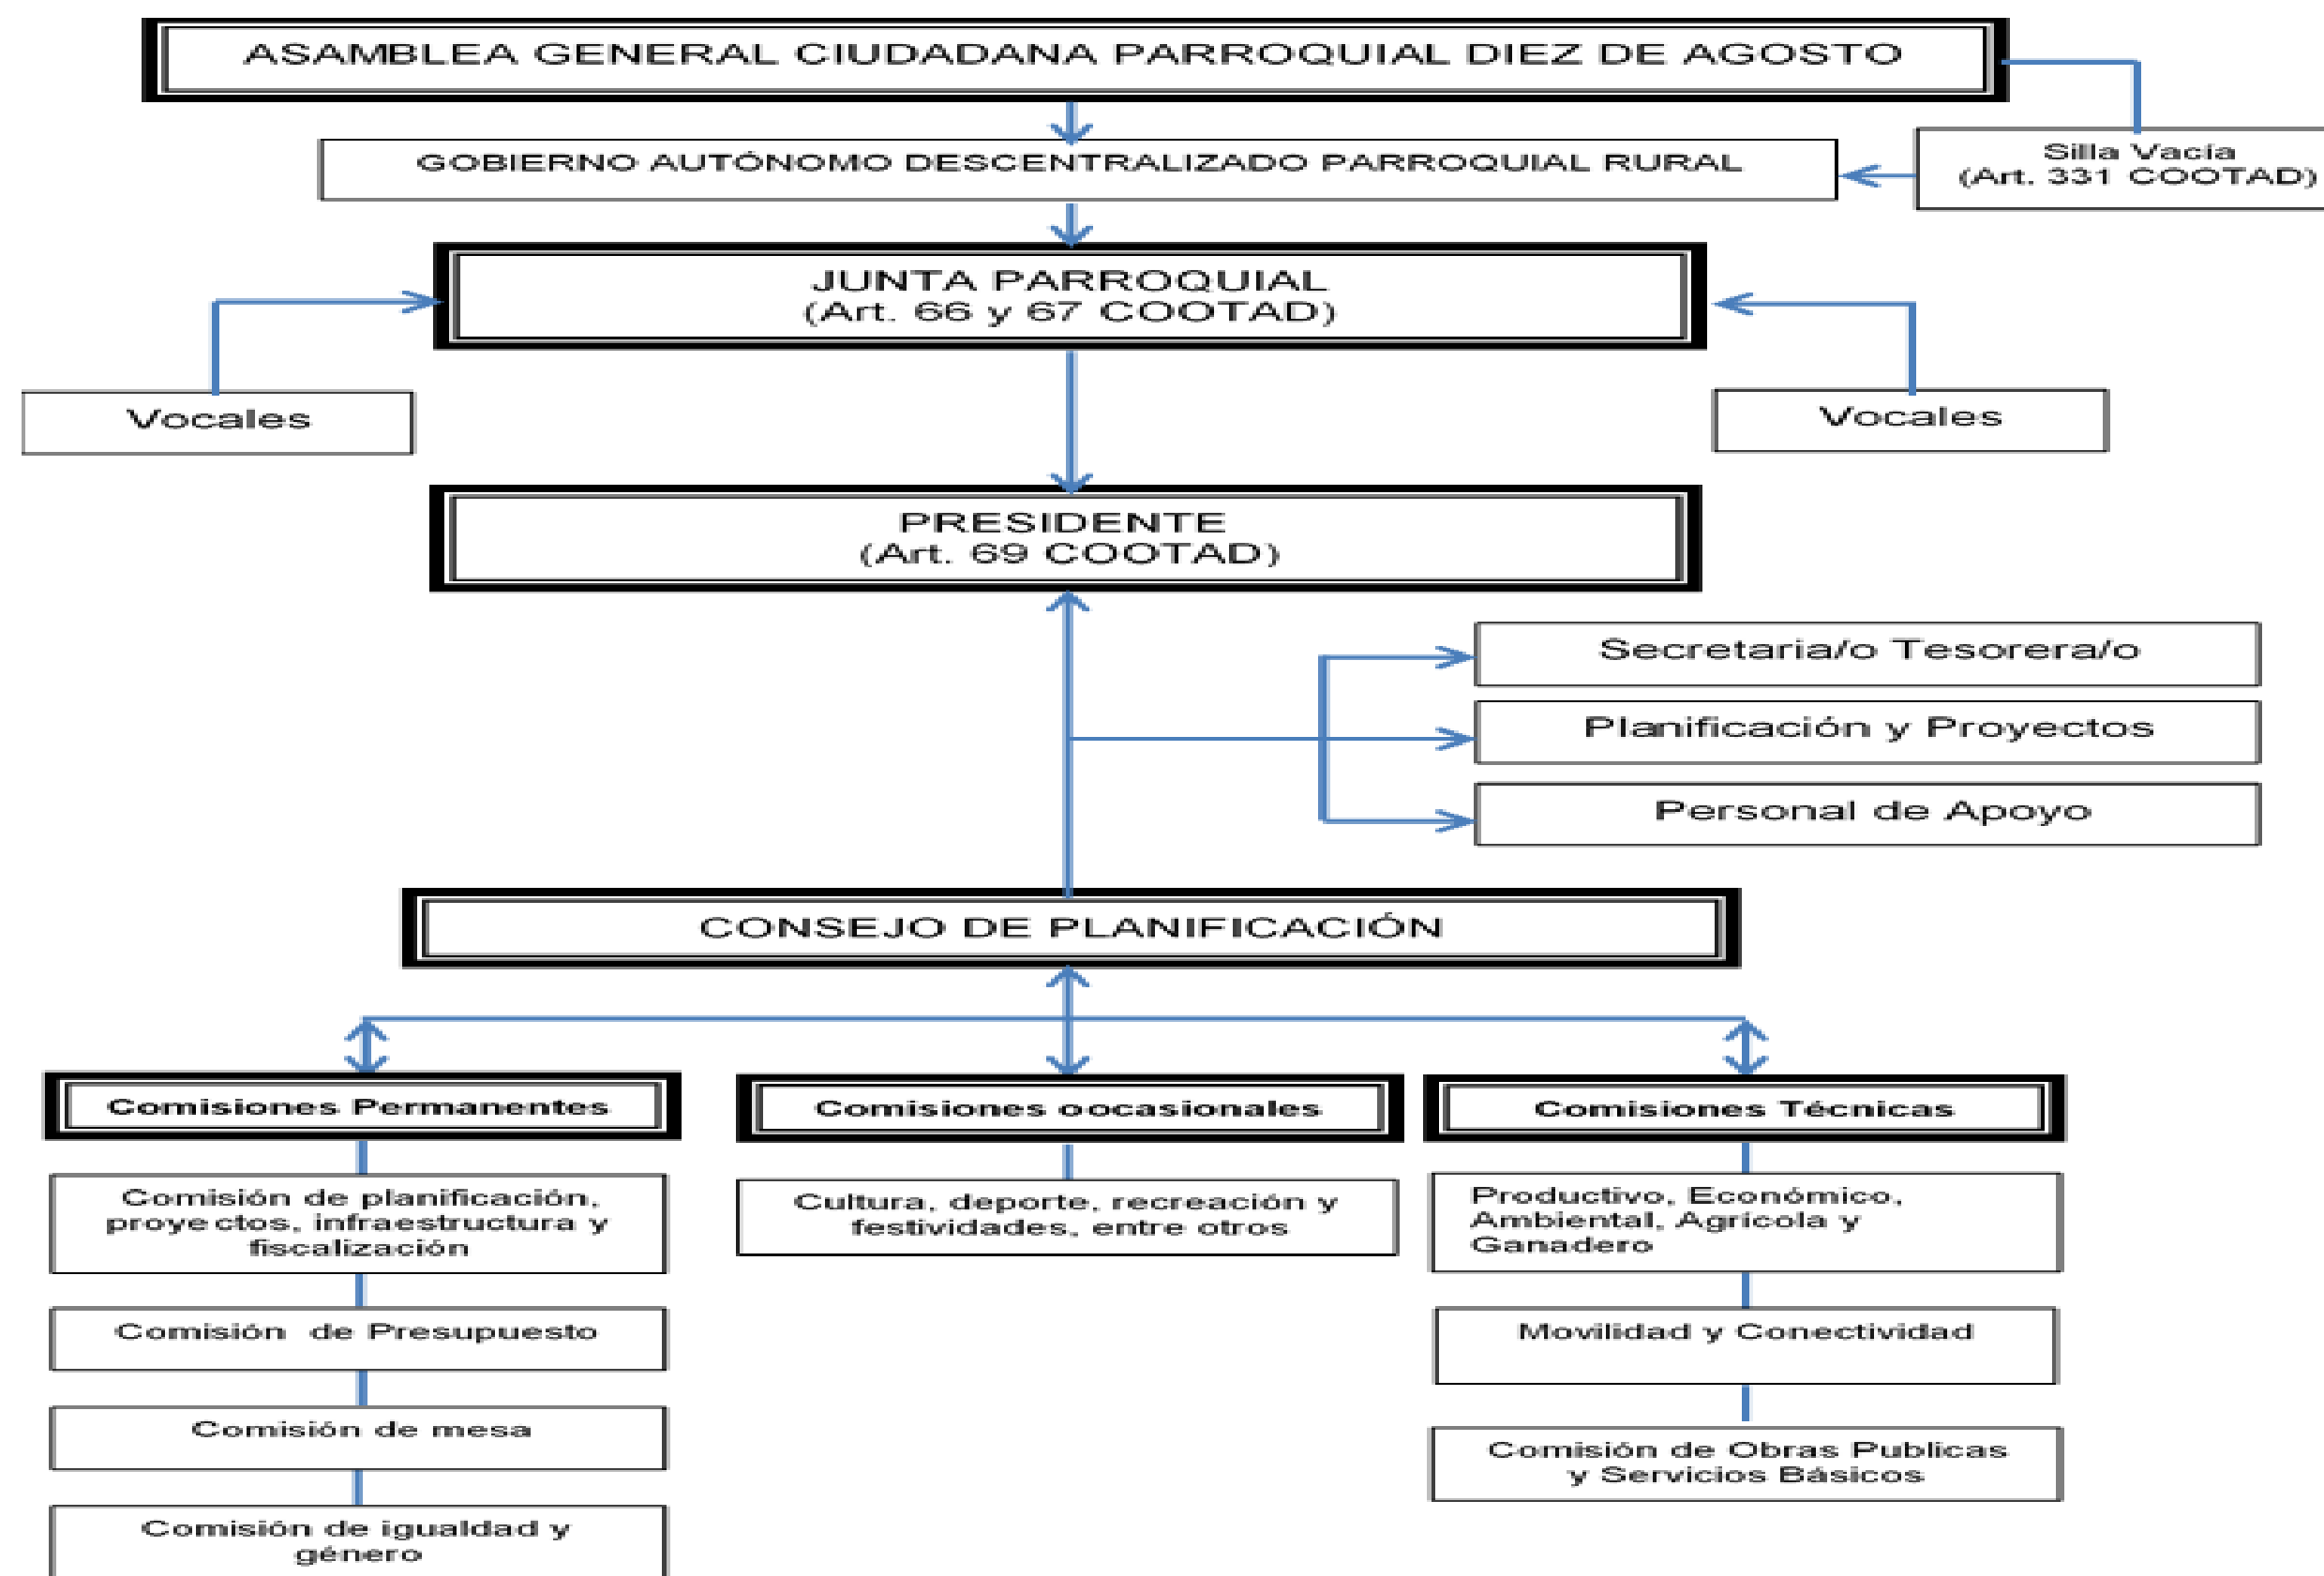 ASAMBLEA GENERAL CIUDADANA PARROQUIAL DIEZ DE AGOSTO
GOBIERNO AUTÓNOMO DESCENTRALIZADO PARROQUIAL RURAL
Silla Vacía
(Art. 331 COOTAD)
JUNTA PARROQUIAL
(Art. 66 y 67 COOTAD)
Vocales
Vocales
PRESIDENTE
(Art. 69 COOTAD)
Secretaria/o Tesorera/o
Planificación y Proyectos
Personal de Apoyo
CONSEJO DE PLANIFICACIÓN
Comisiones Permanentes
Comisión de planificación,
proyectos, infraestructura y
fiscalización
Comisión de Presupuesto
Comisión de mesa
Comisión de igualdad y
género
Comisiones oocasionales
Cultura, deporte, recreación y
festividades, entre otros
Comisiones Técnicas
Productivo, Económico,
Ambiental, Agrícola y
Ganadero
Movilidad y Conectividad
Comisión de Obras Publicas
y Servicios Básicos